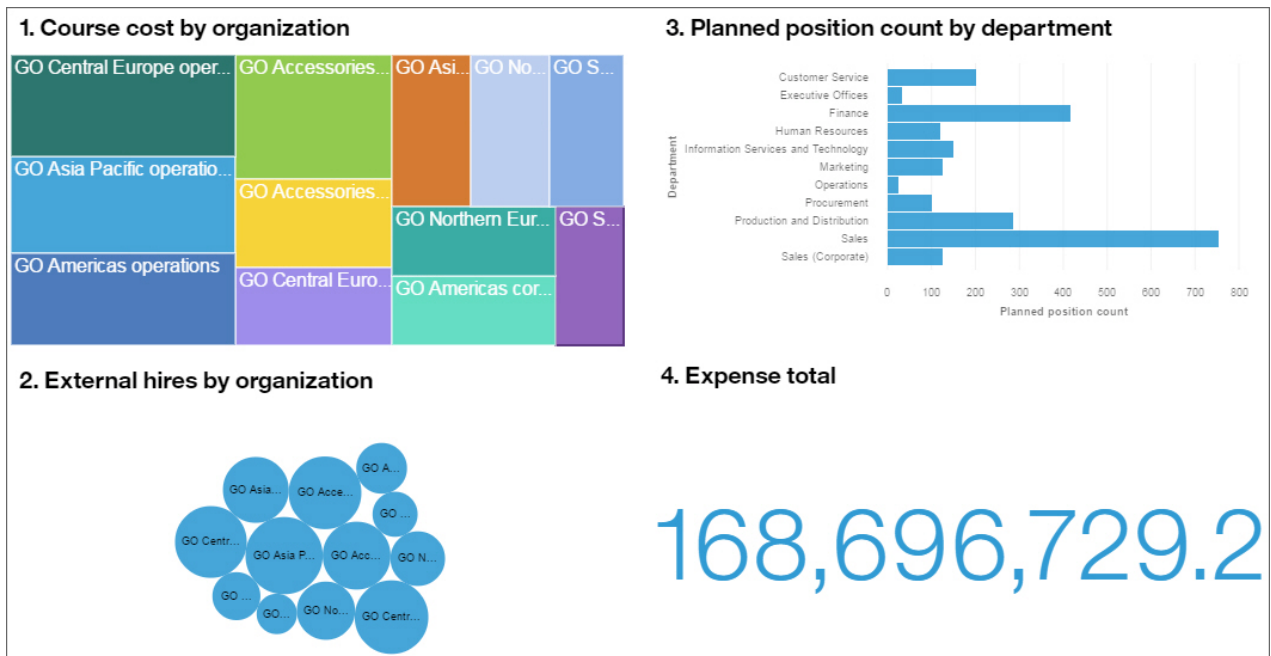 1. Course cost by organization
GO Central Europe oper...
GO Accessories...
GO Asi...
GO No...
GO S...
GO Asia Pacific operatio...
GO Accessories...
GO Northern Eur...
GO S...
GO Americas operations
GO Central Euro...
GO Americas cor...
3. Planned position count by department
Department
Customer Service
Executive Offices
Finance
Human Resources
Information Services and Technology
Marketing
Operations
Procurement
Production and Distribution
Sales
Sales (Corporate)
0 100 200 300 400 500 600 700 800
Planned position count
2. External hires by organization
GO A...
GO Asia...
GO Acce...
GO ...
GO Centr...
GO Asia P...
GO Acc...
GO N...
GO ...
GO...
GO No...
GO Centr...
4. Expense total
168,696,729.2